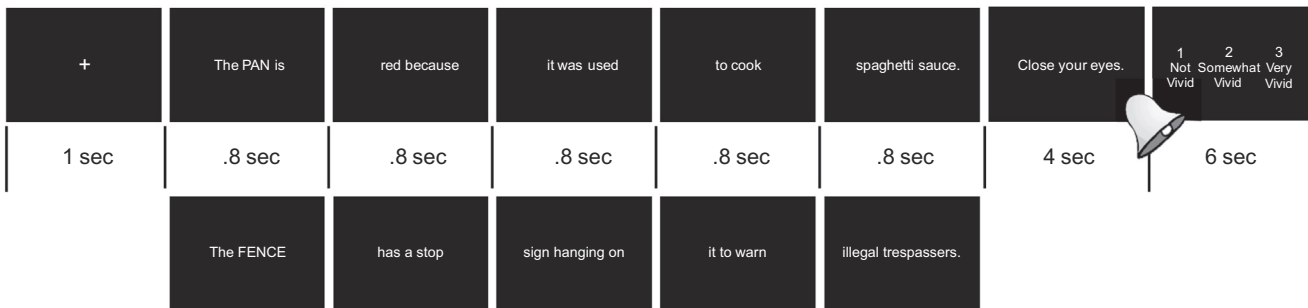 +
The PAN is
red because
it was used
to cook
spaghetti sauce.
Close your eyes.
1 2 3
Not Somewhat Very
Vivid Vivid Vivid
1 sec
.8 sec
.8 sec
.8 sec
.8 sec
.8 sec
4 sec
6 sec
The FENCE
has a stop
sign hanging on
it to warn
illegal trespassers.